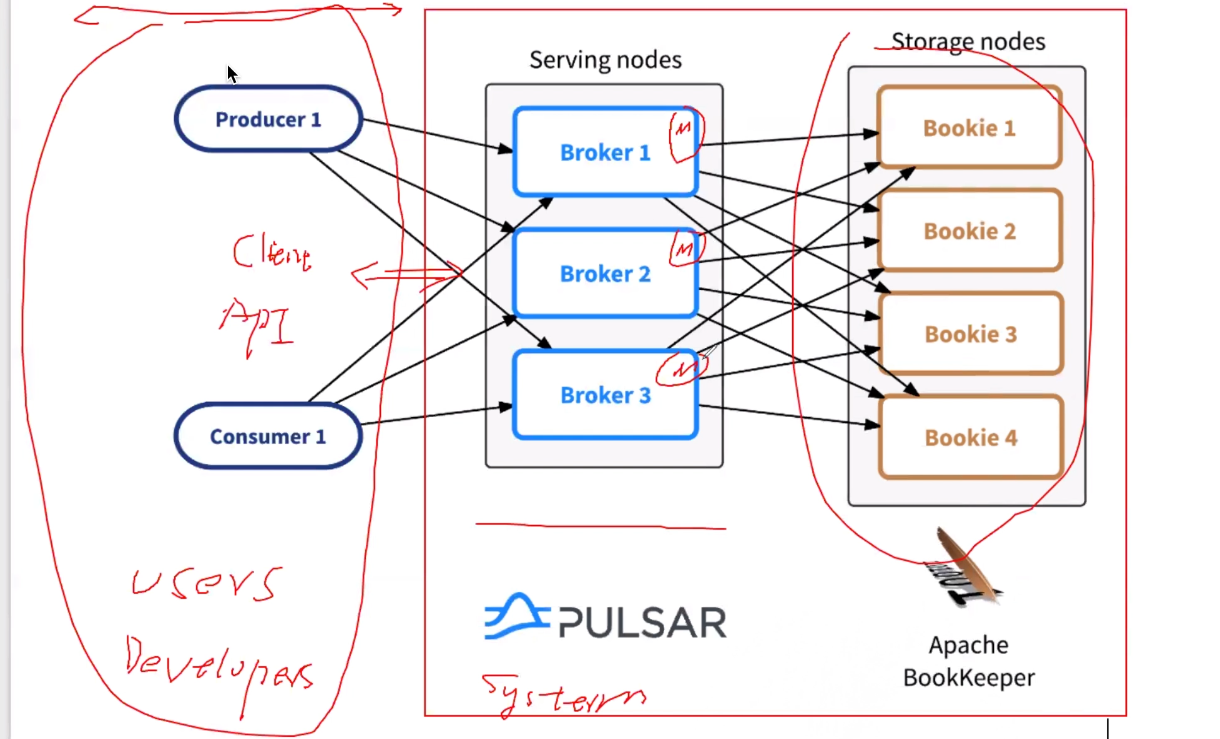 Storage nodes
Serving nodes
Producer 1
Broker 1
M
Bookie 1
Bookie 2
Client
API
Broker 2
M
Bookie 3
Broker 3
M
Consumer 1
Bookie 4
users
Developers
PULSAR
System
Apache
BookKeeper